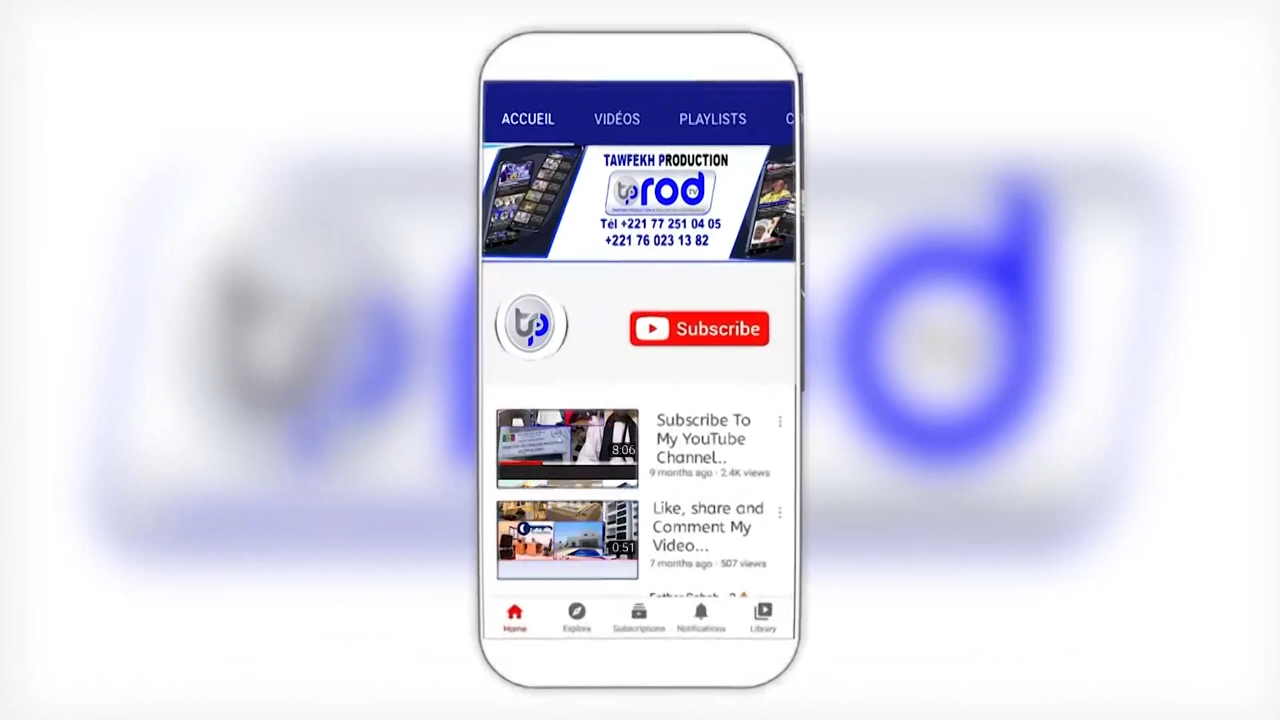 ACCUEIL VIDÉOS PLAYLISTS
TAWFEKH PRODUCTION
tprod TV
Tél +221 77 251 04 05
+221 76 023 13 82
tp
Subscribe
8:06
Subscribe To
My YouTube
Channel..
9 months ago · 2.4K views
0:51
Like, share and
Comment My
Video...
7 months ago · 507 views
Home Explore Subscriptions Notifications Library